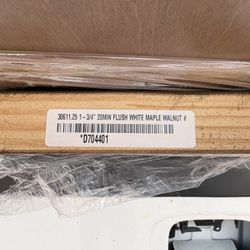 30611.25 1-3/4" 20MIN FLUSH WHITE MAPLE WALNUT #
*D704401